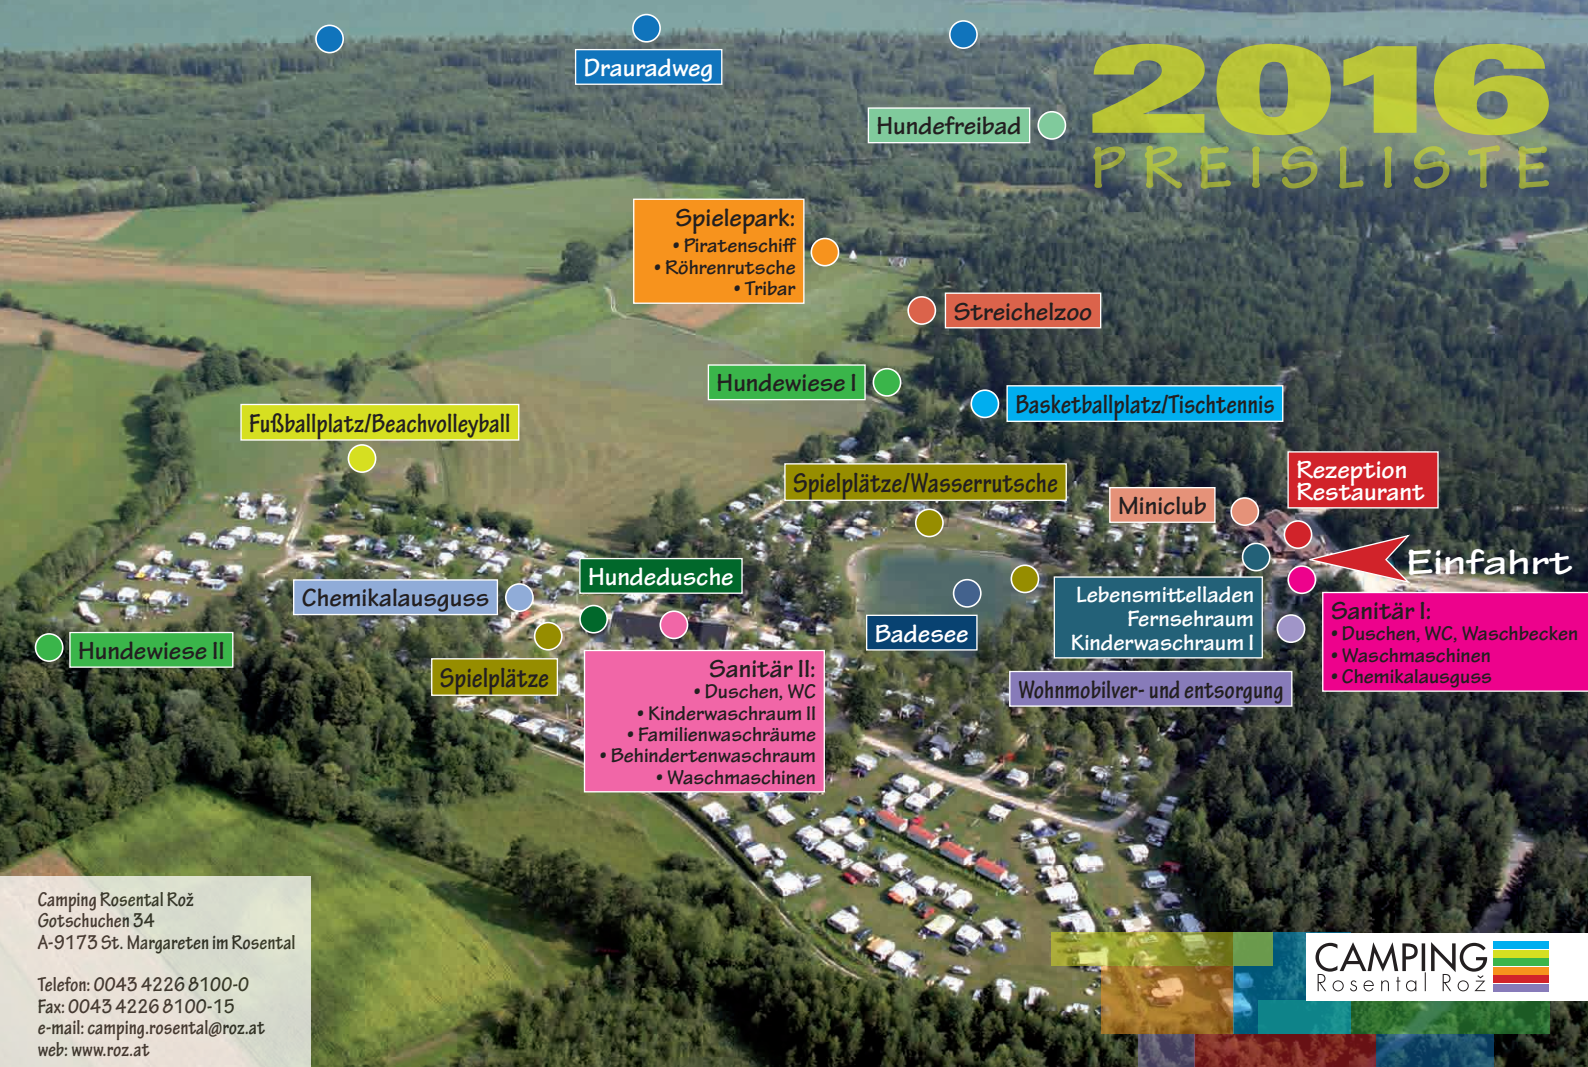 Drauradweg
2016
PREISLISTE
Hundefreibad
Spielepark:
• Piratenschiff
• Röhrenrutsche
• Tribar
Streichelzoo
Hundewiese I
Basketballplatz/Tischtennis
Fußballplatz/Beachvolleyball
Spielplätze/Wasserrutsche
Rezeption
Restaurant
Miniclub
Einfahrt
Hundedusche
Chemikalausguss
Lebensmittelladen
Fernsehraum
Kinderwaschraum I
Sanitär I:
• Duschen, WC, Waschbecken
• Waschmaschinen
• Chemikalausguss
Badesee
Hundewiese II
Spielplätze
Sanitär II:
• Duschen, WC
• Kinderwaschraum II
• Familienwaschräume
• Behindertenwaschraum
• Waschmaschinen
Wohnmobilver- und entsorgung
Camping Rosental Rož
Gotschuchen 34
A-9173 St. Margareten im Rosental
Telefon: 0043 4226 8100-0
Fax: 0043 4226 8100-15
e-mail: camping.rosental@roz.at
web: www.roz.at
CAMPING
Rosental Rož